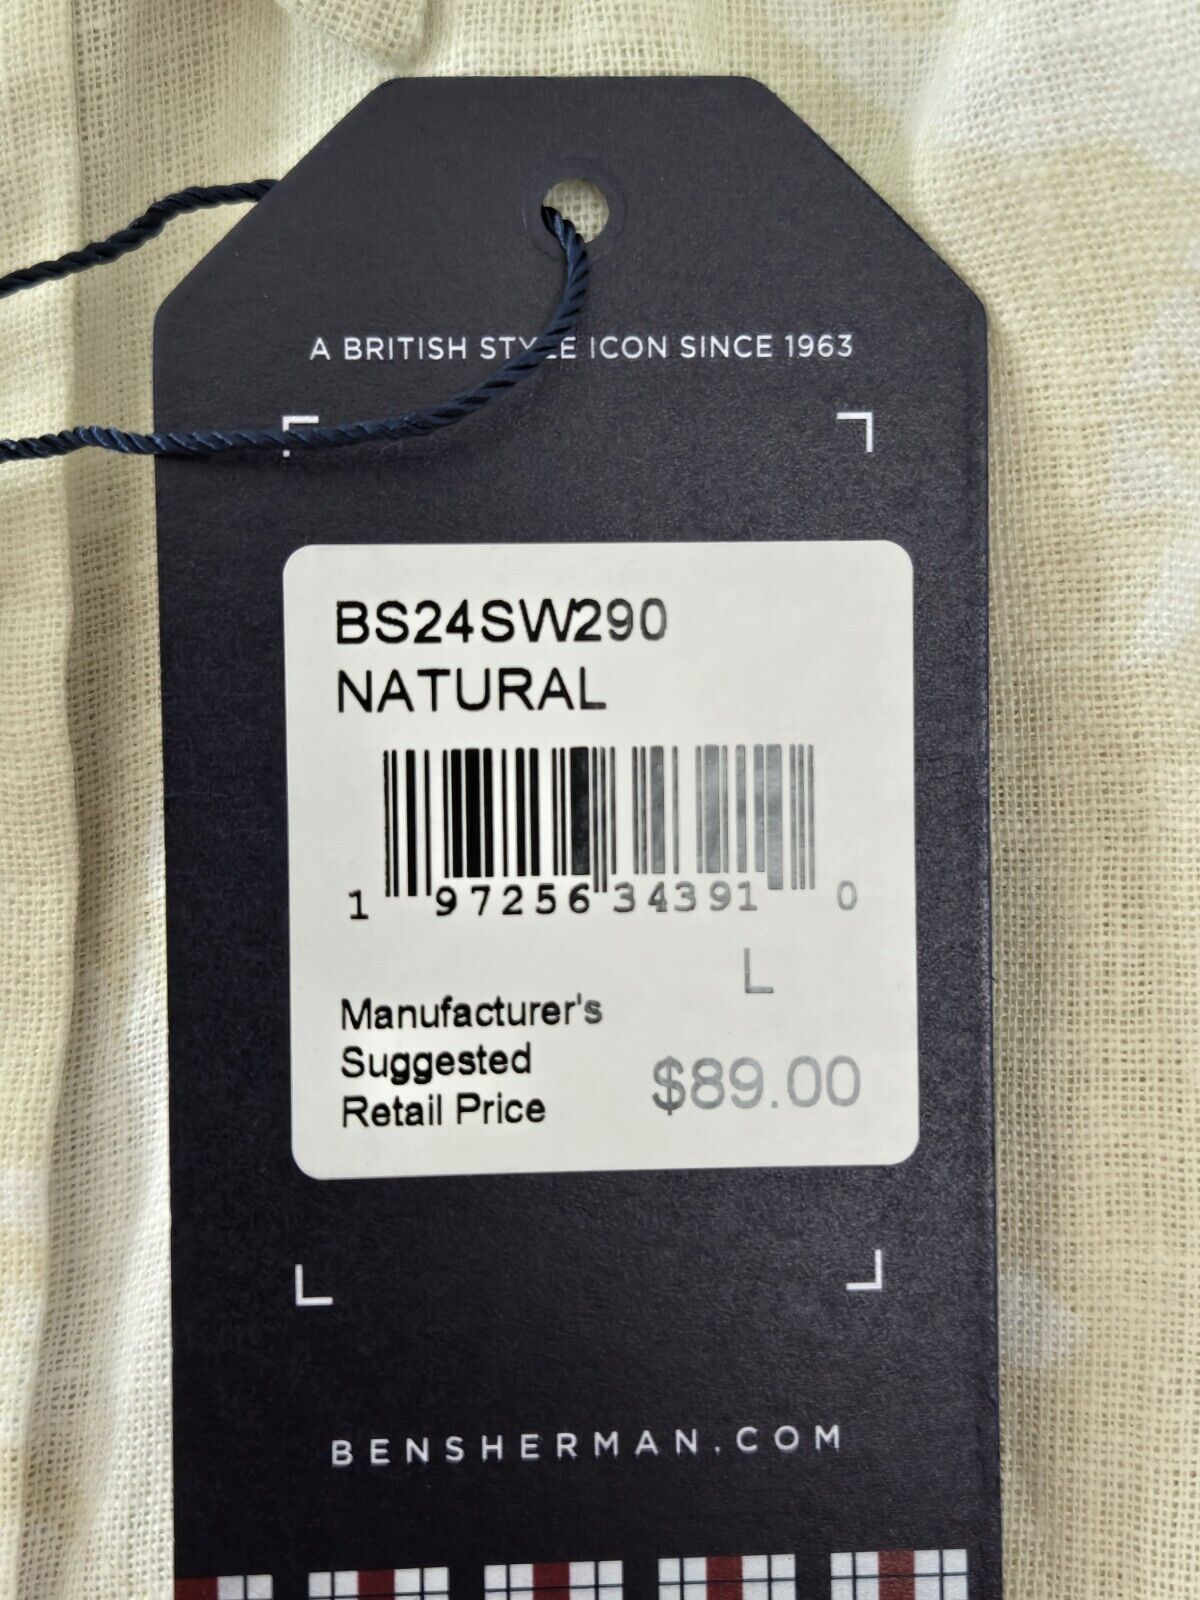 A BRITISH STYLE ICON SINCE 1963
BS24SW290
NATURAL
1 97256 34391 0
L
Manufacturer's
Suggested
Retail Price $89.00
BENSHERMAN.COM